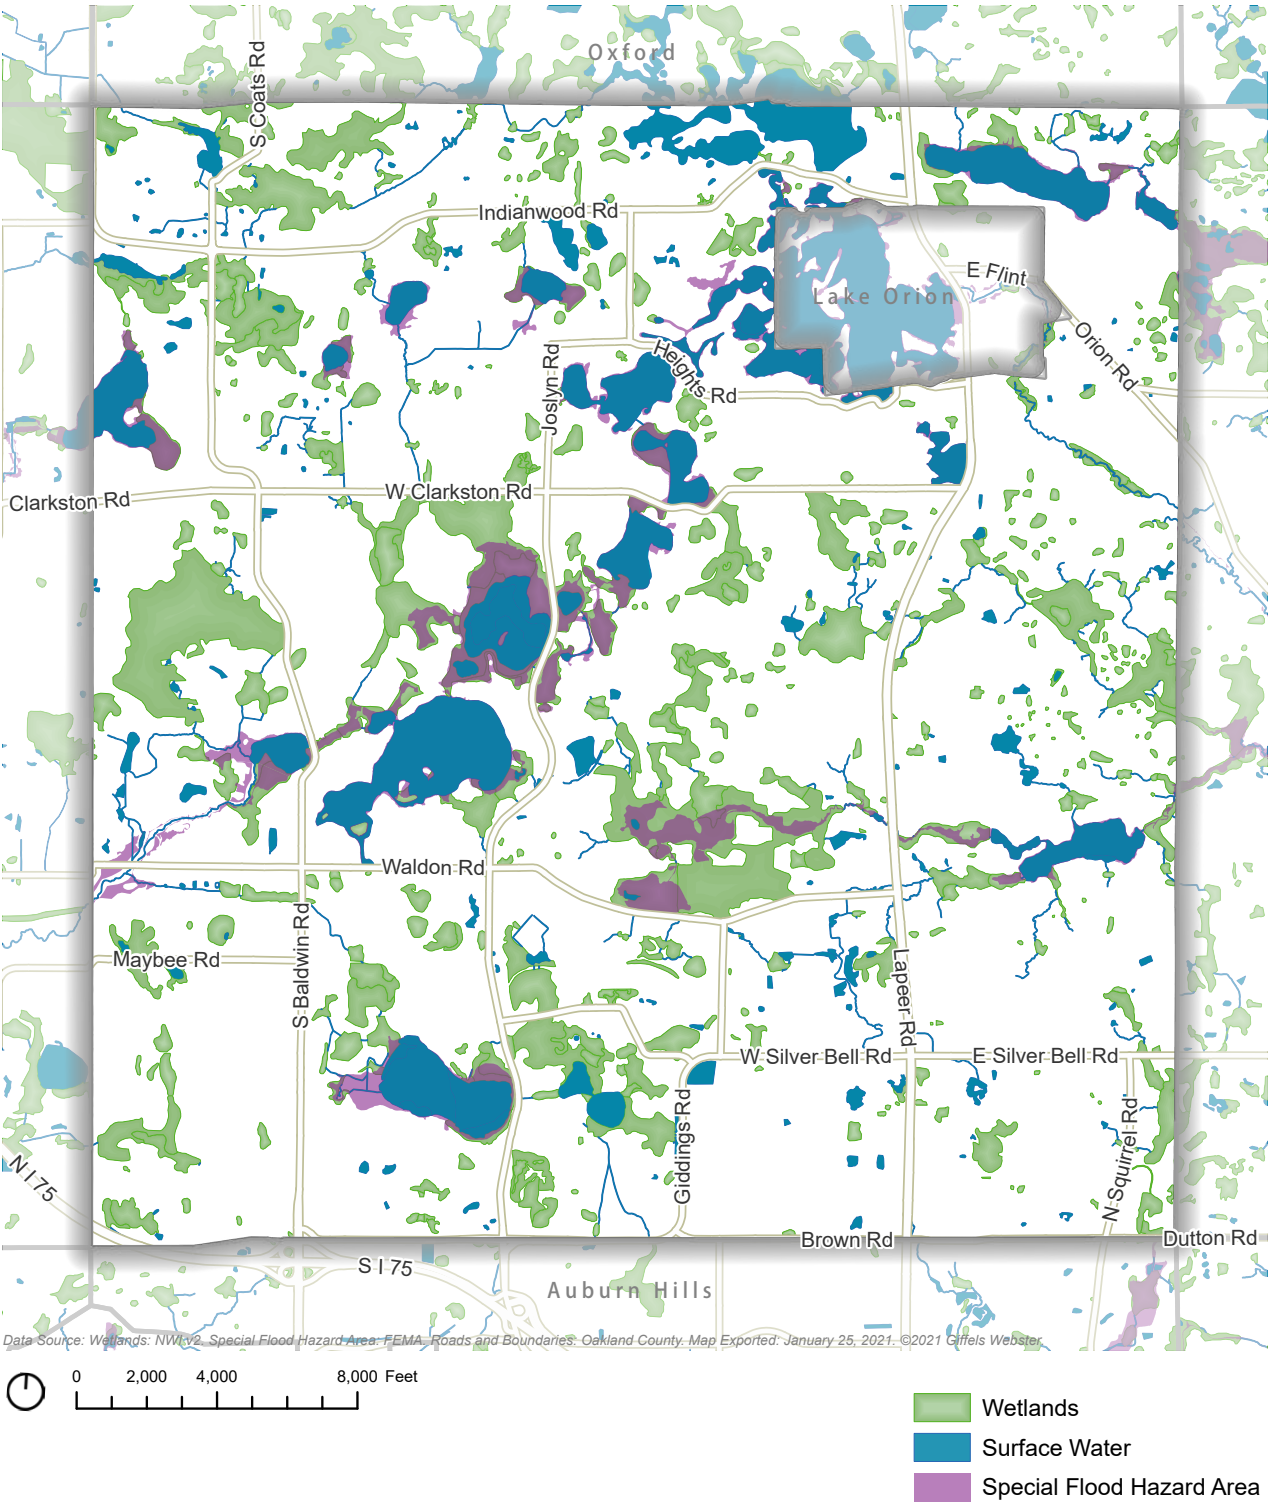 Oxford
S Coats Rd
Indianwood Rd
E Flint
Lake Orion
Orion Rd
Heights Rd
Joslyn Rd
Clarkston Rd
W Clarkston Rd
Waldon Rd
Maybee Rd
S Baldwin Rd
Lapeer Rd
W Silver Bell Rd
E Silver Bell Rd
Giddings Rd
N Squirrel Rd
N I 75
Brown Rd
Dutton Rd
S I 75
Auburn Hills
Data Source: Wetlands: NWI v2. Special Flood Hazard Area: FEMA. Roads and Boundaries: Oakland County. Map Exported: January 25, 2021. ©2021 Giffels Webster.
0 2,000 4,000 8,000 Feet
Wetlands
Surface Water
Special Flood Hazard Area